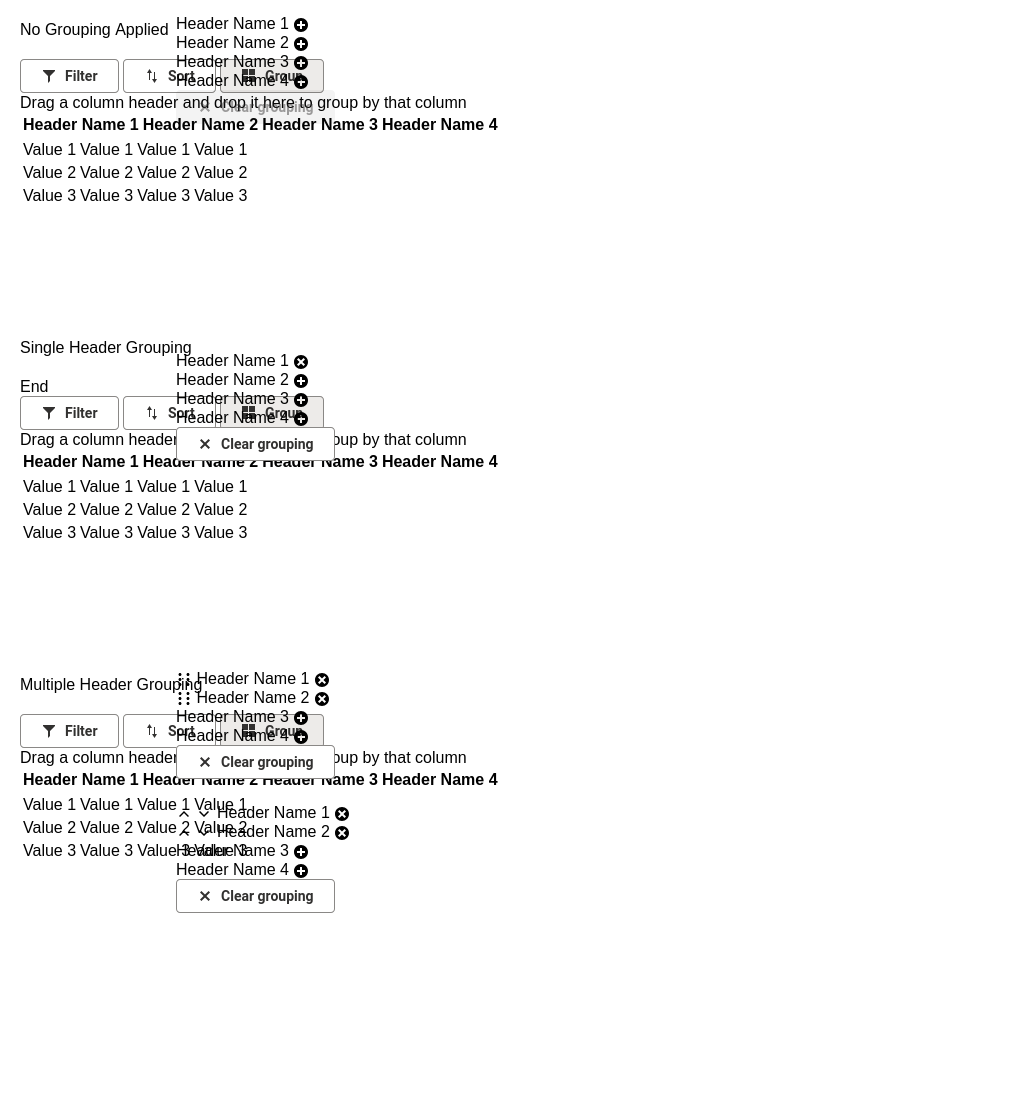 No Grouping Applied
Header Name 1
Header Name 2
Header Name 3
Header Name 4
Filter
Sort
Group
Clear grouping
Drag a column header and drop it here to group by that column
Header Name 1 Header Name 2 Header Name 3 Header Name 4
Value 1 Value 1 Value 1 Value 1
Value 2 Value 2 Value 2 Value 2
Value 3 Value 3 Value 3 Value 3
Single Header Grouping
End
Header Name 1
Header Name 2
Header Name 3
Header Name 4
Filter
Sort
Group
Clear grouping
Drag a column header oup by that column
Header Name 1 Header Name 2 Header Name 3 Header Name 4
Value 1 Value 1 Value 1 Value 1
Value 2 Value 2 Value 2 Value 2
Value 3 Value 3 Value 3 Value 3
Multiple Header Grouping
Header Name 1
Header Name 2
Header Name 3
Header Name 4
Filter
Sort
Group
Clear grouping
Drag a column header oup by that column
Header Name 1 Header Name 2 Header Name 3 Header Name 4
Value 1 Value 1 Value 1 Value 1
Value 2 Value 2 Value 2 Value 2
Value 3 Value 3 Value 3 Value 3
Header Name 1
Header Name 2
Header Name 3
Header Name 4
Clear grouping